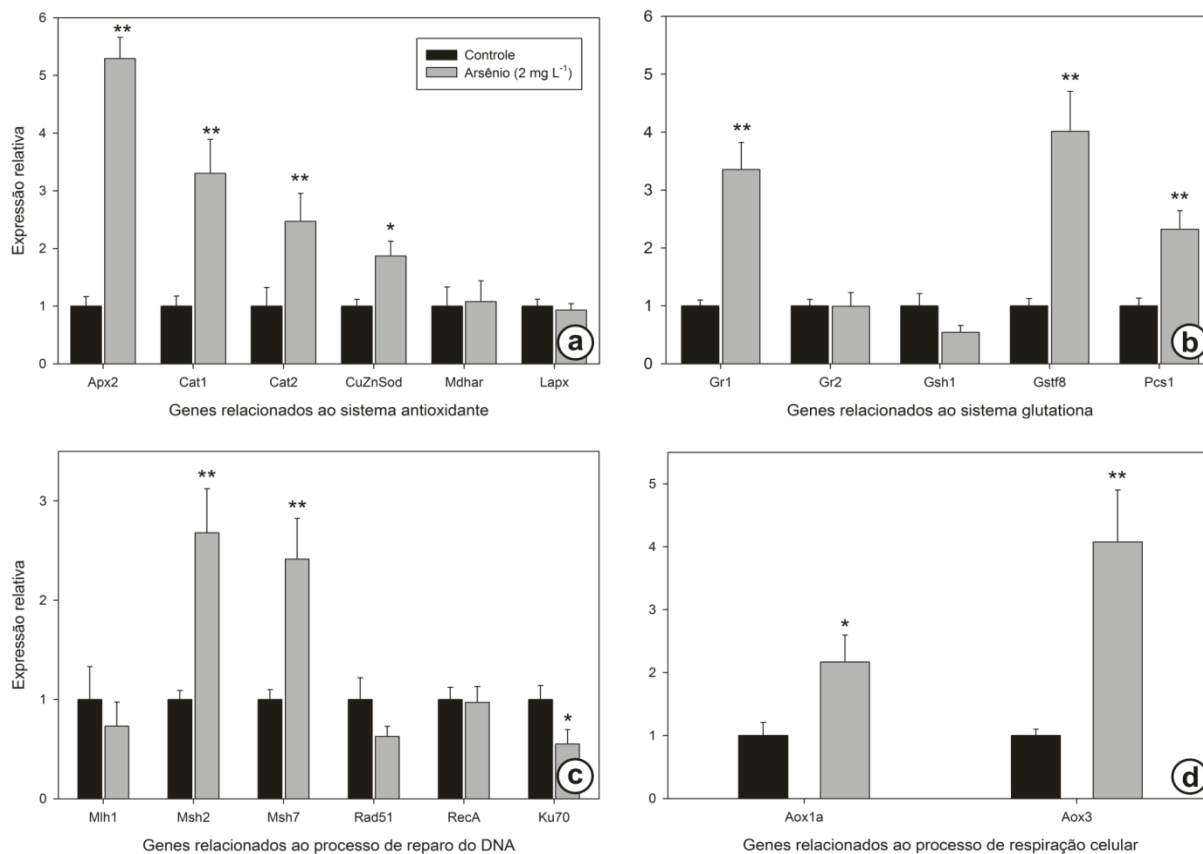 6
5
4
3
2
1
0
Expressão relativa
**
**
**
*
Controle
Arsênio (2 mg L⁻¹)
Apx2 Cat1 Cat2 CuZnSod Mdhar Lapx
Genes relacionados ao sistema antioxidante
a
6
5
4
3
2
1
0
**
**
**
Gr1 Gr2 Gsh1 Gstf8 Pcs1
Genes relacionados ao sistema glutationa
b
3
2
1
0
Expressão relativa
**
**
*
Mlh1 Msh2 Msh7 Rad51 RecA Ku70
Genes relacionados ao processo de reparo do DNA
c
5
4
3
2
1
0
*
**
Aox1a Aox3
Genes relacionados ao processo de respiração celular
d